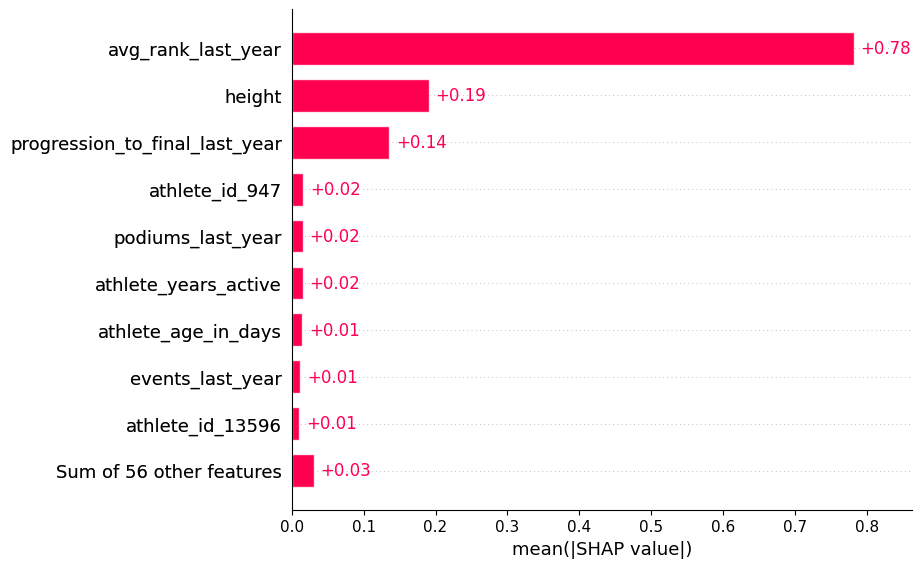 avg_rank_last_year +0.78
height +0.19
progression_to_final_last_year +0.14
athlete_id_947 +0.02
podiums_last_year +0.02
athlete_years_active +0.02
athlete_age_in_days +0.01
events_last_year +0.01
athlete_id_13596 +0.01
Sum of 56 other features +0.03
0.0 0.1 0.2 0.3 0.4 0.5 0.6 0.7 0.8
mean(|SHAP value|)